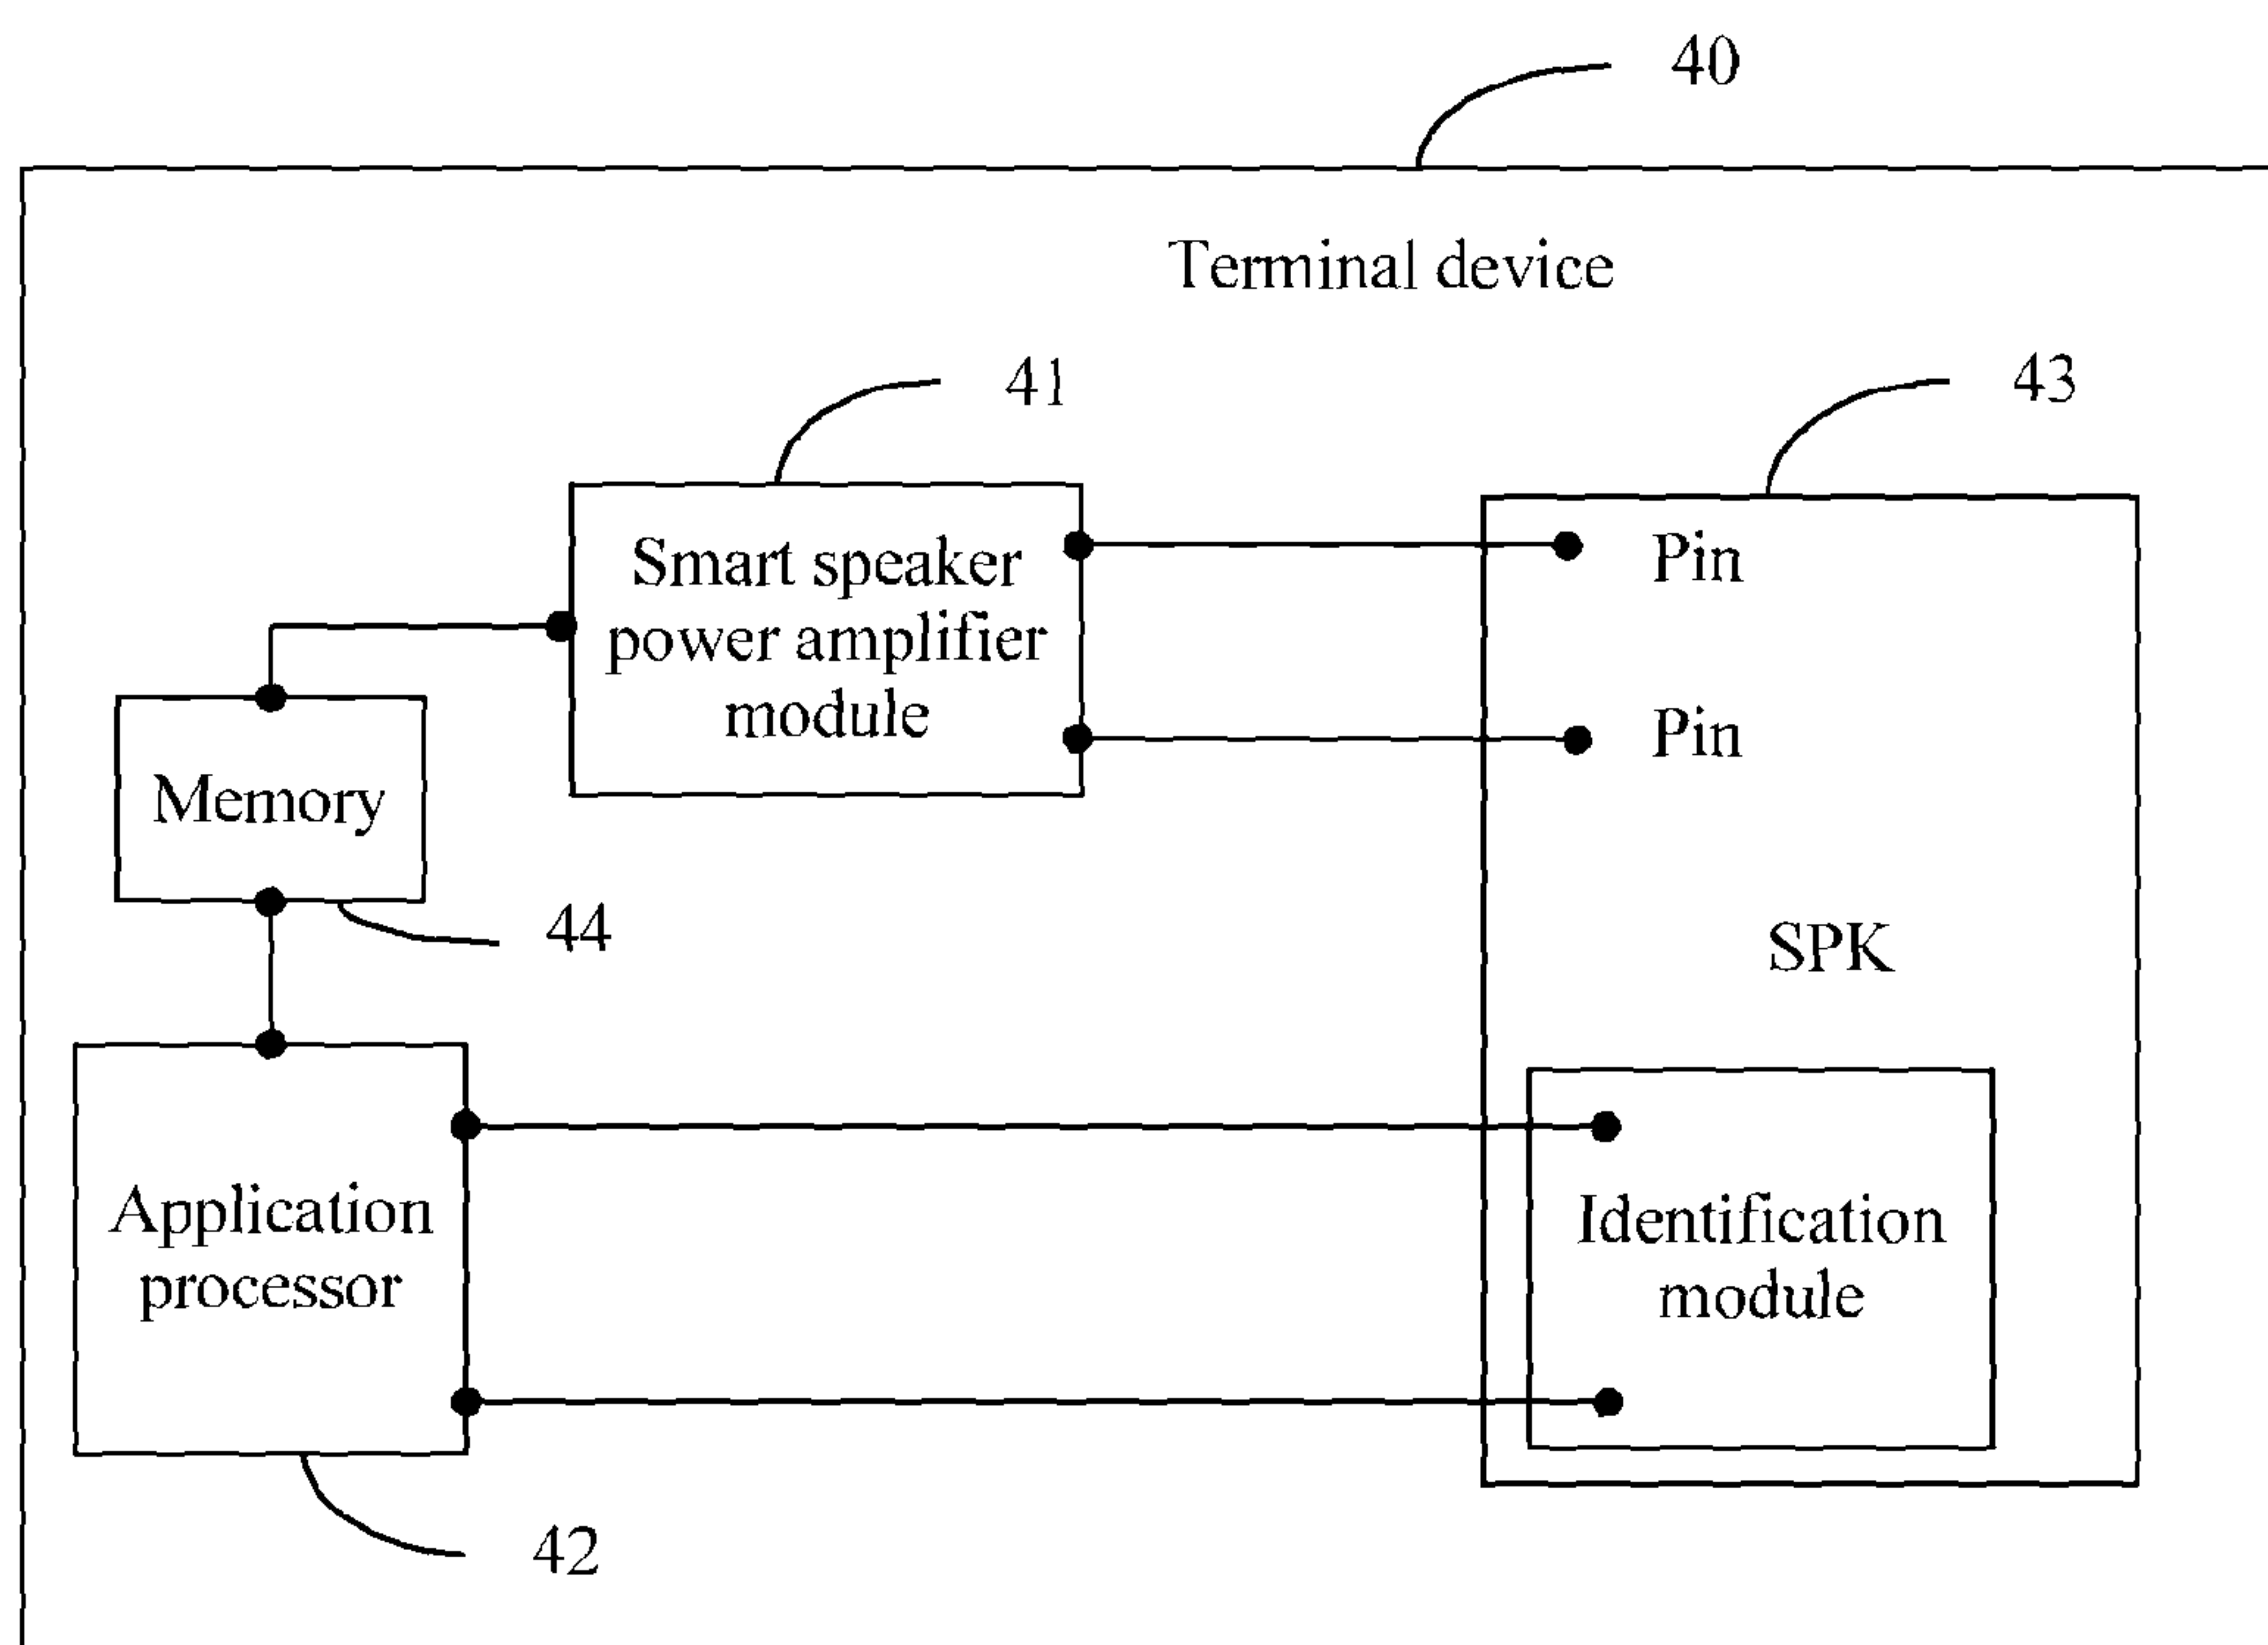 40
Terminal device
41
43
Smart speaker
power amplifier
module
Pin
Pin
Memory
44
SPK
Application
processor
Identification
module
42